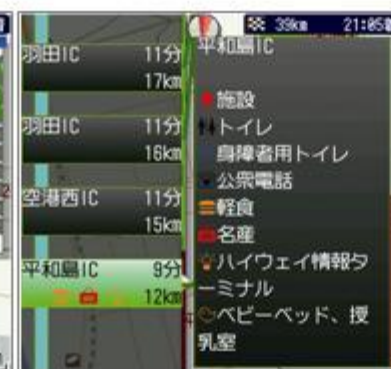 39km 21:05
羽田IC 11分
17km
羽田IC 11分
16km
空港西IC 11分
15km
平和島IC 9分
12km
平和島IC
施設
トイレ
身障者用トイレ
公衆電話
軽食
名産
ハイウェイ情報タ
ーミナル
ベビーベッド、授
乳室